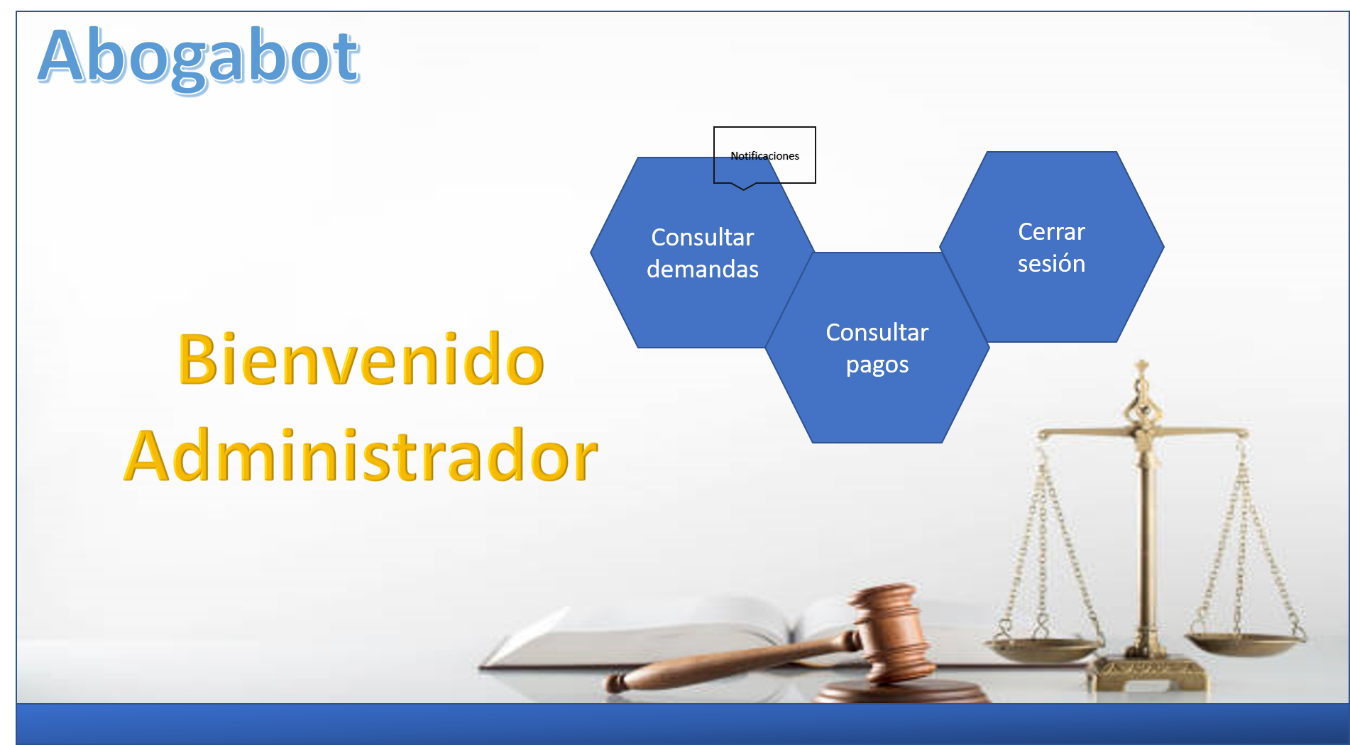 Abogabot
Notificaciones
Consultar
demandas
Cerrar
sesión
Consultar
pagos
Bienvenido
Administrador